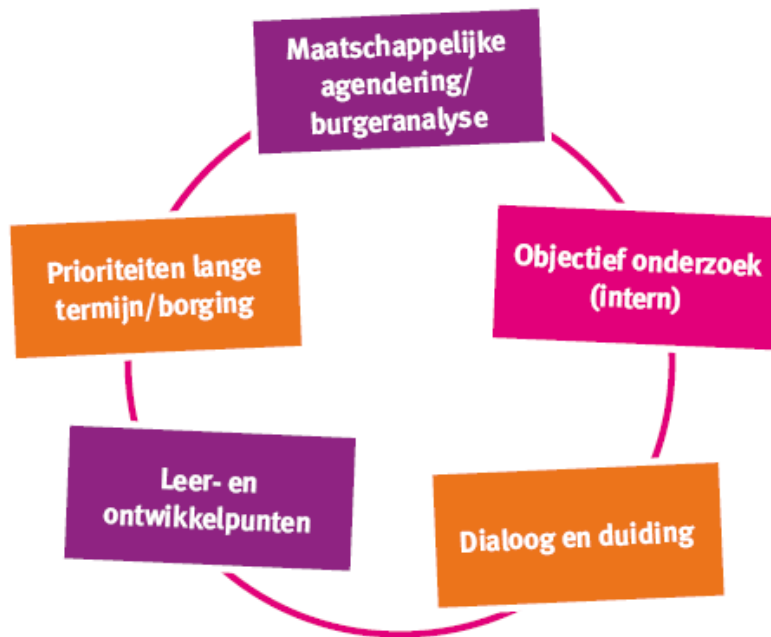 Maatschappelijke
agendering/
burgeranalyse
Objectief onderzoek
(intern)
Dialoog en duiding
Leer- en
ontwikkelpunten
Prioriteiten lange
termijn/borging